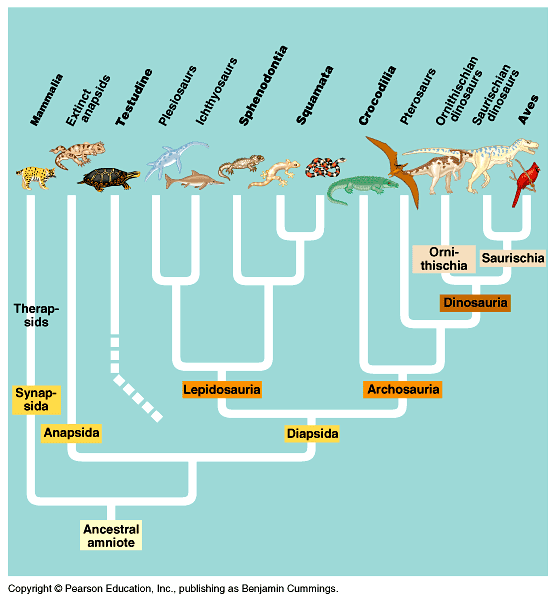 Mammalia
Extinct
anapsids
Testudine
Plesiosaurs
Ichthyosaurs
Sphenodontia
Squamata
Crocodilia
Pterosaurs
Ornithischian
dinosaurs
Saurischian
dinosaurs
Aves
Orni-
thischia
Saurischia
Dinosauria
Therap-
sids
Lepidosauria
Archosauria
Synap-
sida
Anapsida
Diapsida
Ancestral
amniote
Copyright © Pearson Education, Inc., publishing as Benjamin Cummings.